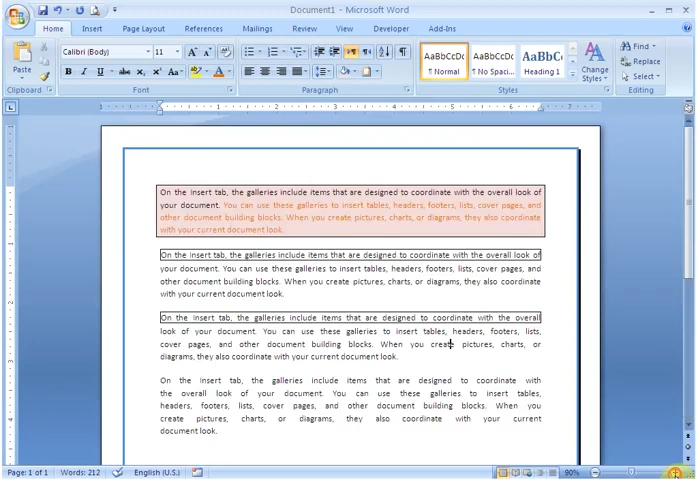 Document1 - Microsoft Word
Home Insert Page Layout References Mailings Review View Developer Add-Ins
Calibri (Body) 11
Paste
B I U abc x₂ x² Aa
AaBbCcDc AaBbCcDc AaBbC
¶ Normal ¶ No Spaci... Heading 1
Change Styles
Find
Replace
Select
Clipboard Font Paragraph Styles Editing
On the Insert tab, the galleries include items that are designed to coordinate with the overall look of
your document. You can use these galleries to insert tables, headers, footers, lists, cover pages, and
other document building blocks. When you create pictures, charts, or diagrams, they also coordinate
with your current document look.
On the Insert tab, the galleries include items that are designed to coordinate with the overall look of
your document. You can use these galleries to insert tables, headers, footers, lists, cover pages, and
other document building blocks. When you create pictures, charts, or diagrams, they also coordinate
with your current document look.
On the Insert tab, the galleries include items that are designed to coordinate with the overall
look of your document. You can use these galleries to insert tables, headers, footers, lists,
cover pages, and other document building blocks. When you create pictures, charts, or
diagrams, they also coordinate with your current document look.
On the Insert tab, the galleries include items that are designed to coordinate with
the overall look of your document. You can use these galleries to insert tables,
headers, footers, lists, cover pages, and other document building blocks. When you
create pictures, charts, or diagrams, they also coordinate with your current
document look.
Page: 1 of 1 Words: 212 English (U.S.) 90%